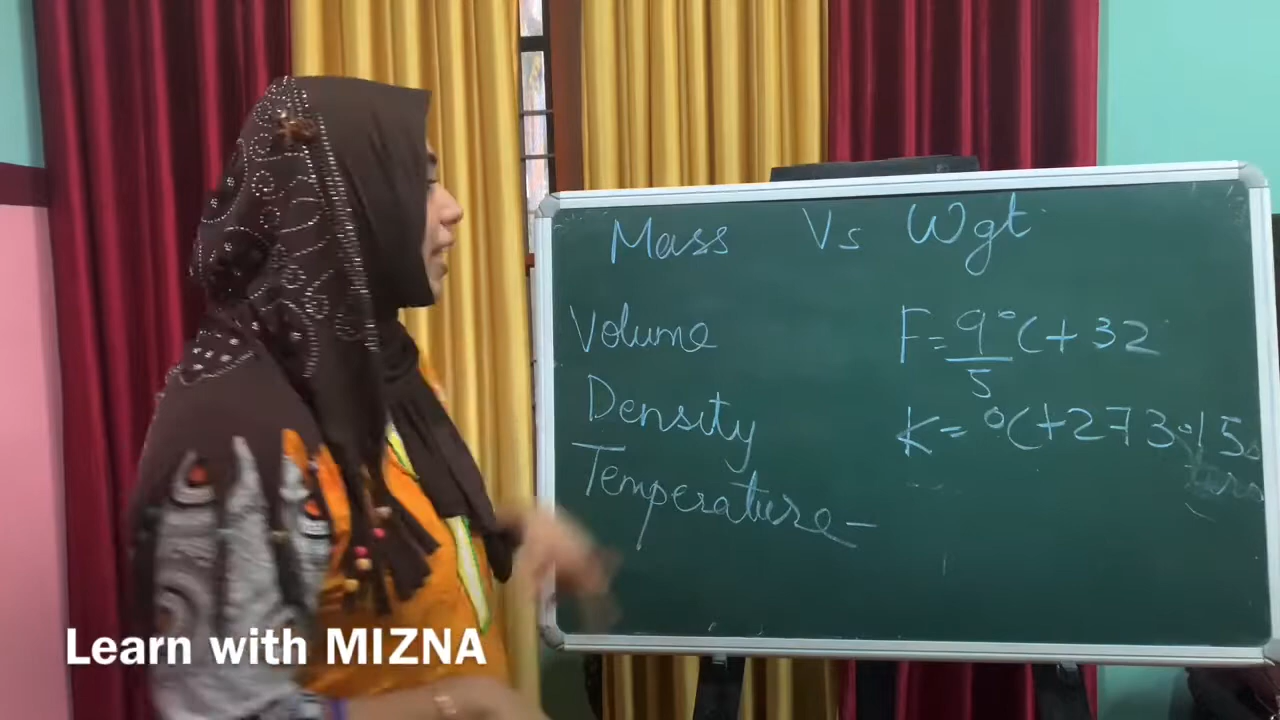 Mass Vs Wgt
Volume
Density
Temperature-
F= 9/5 °C+32
K= °C+273.15
Learn with MIZNA